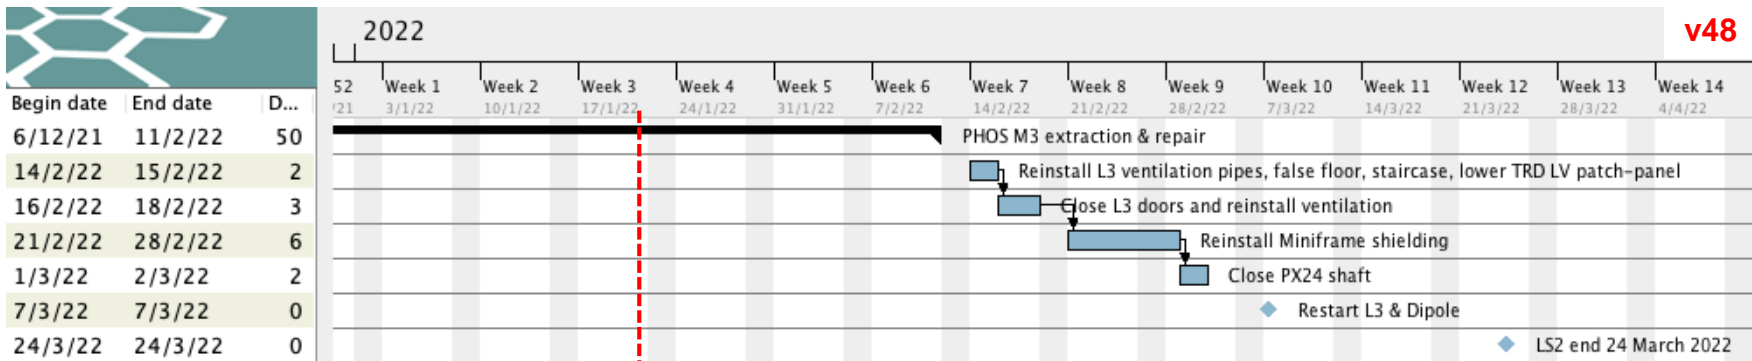 2022
v48
52 Week 1 Week 2 Week 3 Week 4 Week 5 Week 6 Week 7 Week 8 Week 9 Week 10 Week 11 Week 12 Week 13 Week 14
Begin date End date D... /21 3/1/22 10/1/22 17/1/22 24/1/22 31/1/22 7/2/22 14/2/22 21/2/22 28/2/22 7/3/22 14/3/22 21/3/22 28/3/22 4/4/22
6/12/21 11/2/22 50 PHOS M3 extraction & repair
14/2/22 15/2/22 2 Reinstall L3 ventilation pipes, false floor, staircase, lower TRD LV patch-panel
16/2/22 18/2/22 3 Close L3 doors and reinstall ventilation
21/2/22 28/2/22 6 Reinstall Miniframe shielding
1/3/22 2/3/22 2 Close PX24 shaft
7/3/22 7/3/22 0 Restart L3 & Dipole
24/3/22 24/3/22 0 LS2 end 24 March 2022